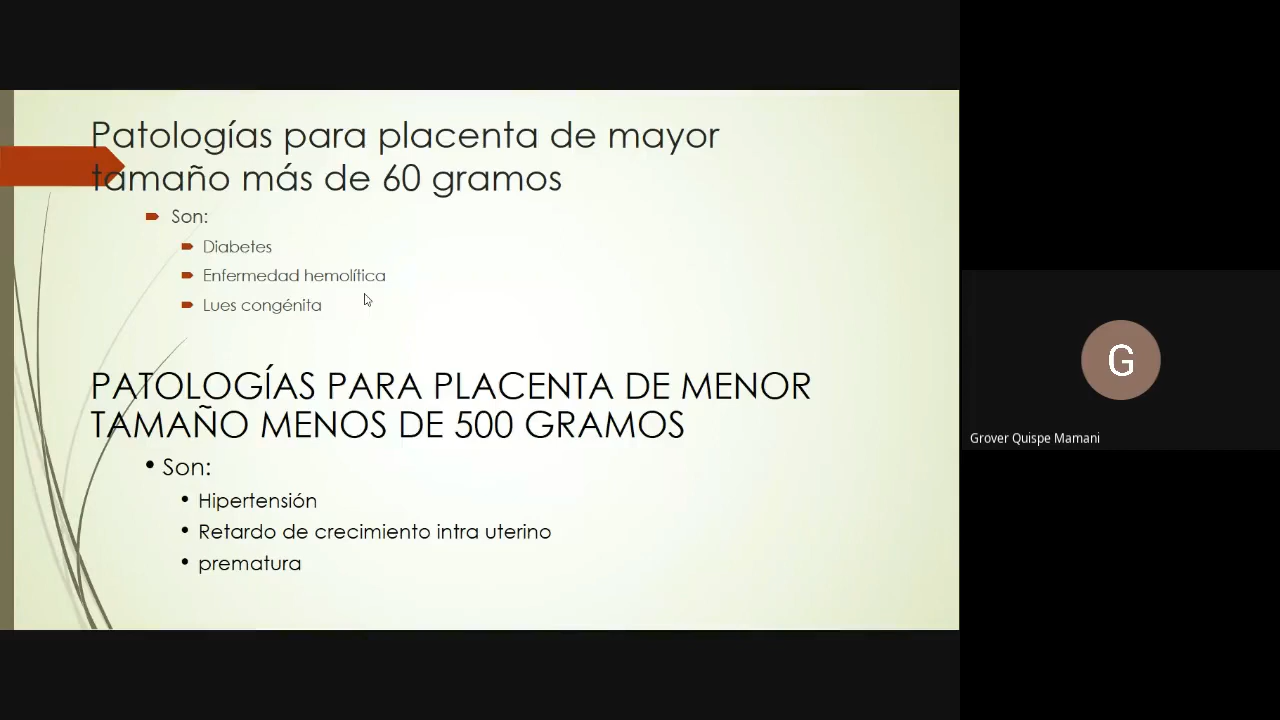 Patologías para placenta de mayor
tamaño más de 60 gramos
Son:
Diabetes
Enfermedad hemolítica
Lues congénita
PATOLOGÍAS PARA PLACENTA DE MENOR
TAMAÑO MENOS DE 500 GRAMOS
Son:
Hipertensión
Retardo de crecimiento intra uterino
prematura
G
Grover Quispe Mamani